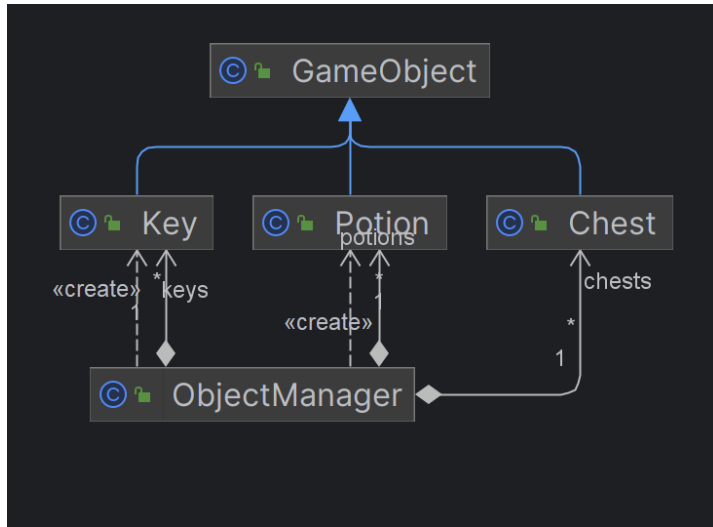 GameObject
Key
Potion
Chest
potions
«create»
1
*
keys
*
1
chests
«create»
*
1
ObjectManager